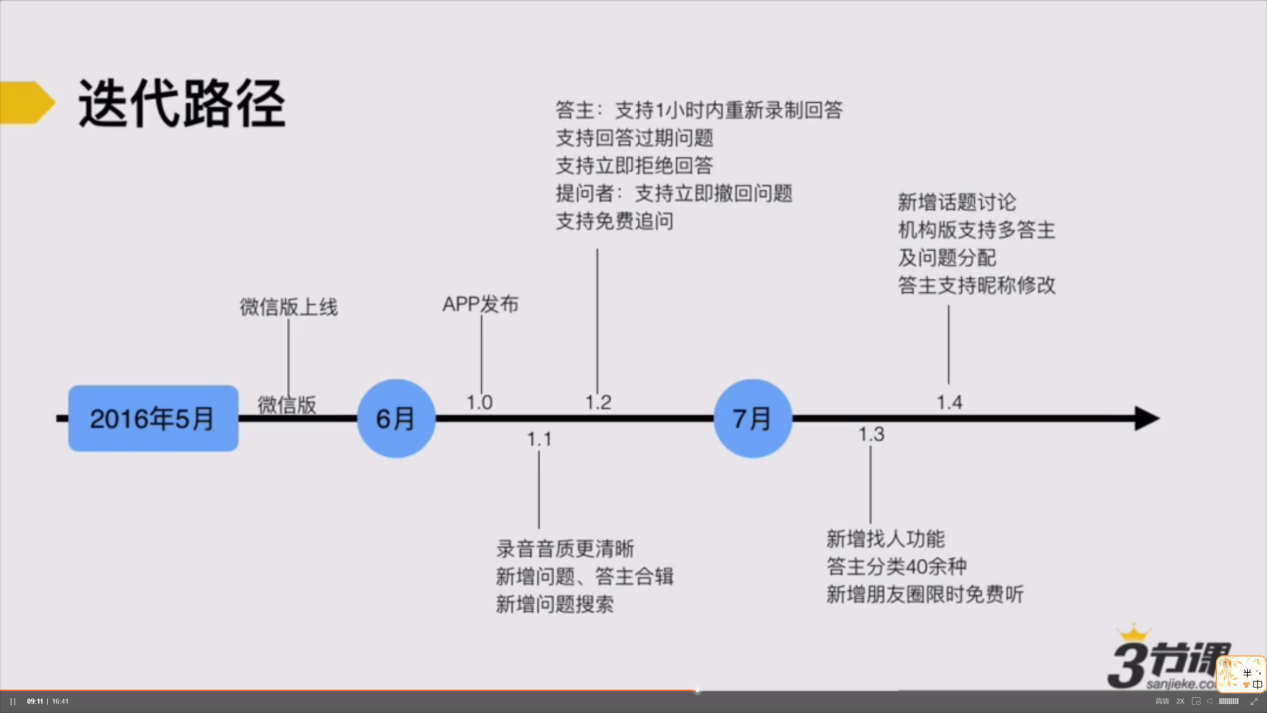 迭代路径
答主：支持1小时内重新录制回答
支持回答过期问题
支持立即拒绝回答
提问者：支持立即撤回问题
支持免费追问
新增话题讨论
机构版支持多答主
及问题分配
答主支持昵称修改
微信版上线
APP发布
2016年5月
微信版
6月
1.0
1.2
7月
1.4
1.1
1.3
录音音质更清晰
新增问题、答主合辑
新增问题搜索
新增找人功能
答主分类40余种
新增朋友圈限时免费听
3节课
sanjieke.co
半
中
09:11 | 16:41
高清 2X